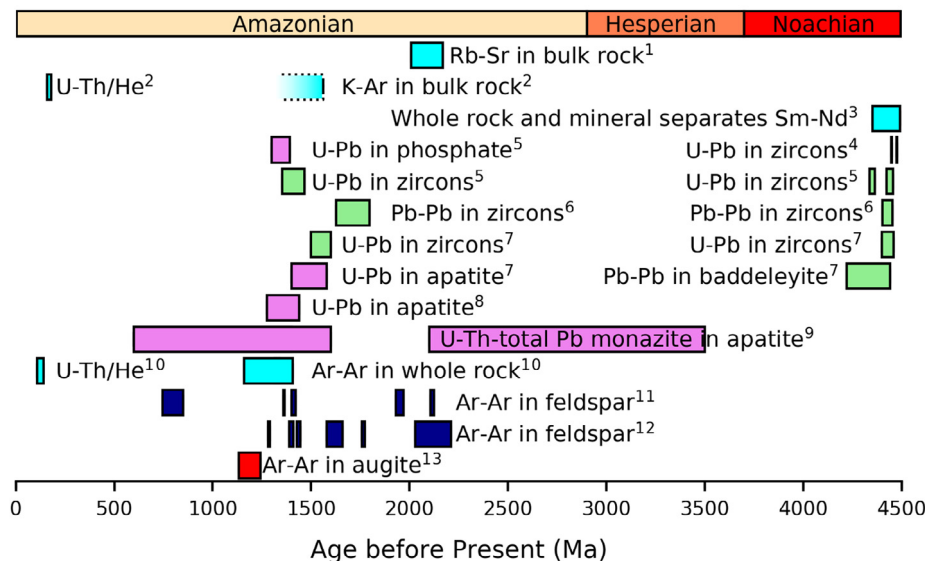 Amazonian Hesperian Noachian
Rb-Sr in bulk rock¹
U-Th/He² K-Ar in bulk rock²
Whole rock and mineral separates Sm-Nd³
U-Pb in phosphate⁵ U-Pb in zircons⁴
U-Pb in zircons⁵ U-Pb in zircons⁵
Pb-Pb in zircons⁶ Pb-Pb in zircons⁶
U-Pb in zircons⁷ U-Pb in zircons⁷
U-Pb in apatite⁷ Pb-Pb in baddeleyite⁷
U-Pb in apatite⁸
U-Th-total Pb monazite in apatite⁹
U-Th/He¹⁰ Ar-Ar in whole rock¹⁰
Ar-Ar in feldspar¹¹
Ar-Ar in feldspar¹²
Ar-Ar in augite¹³
0 500 1000 1500 2000 2500 3000 3500 4000 4500
Age before Present (Ma)